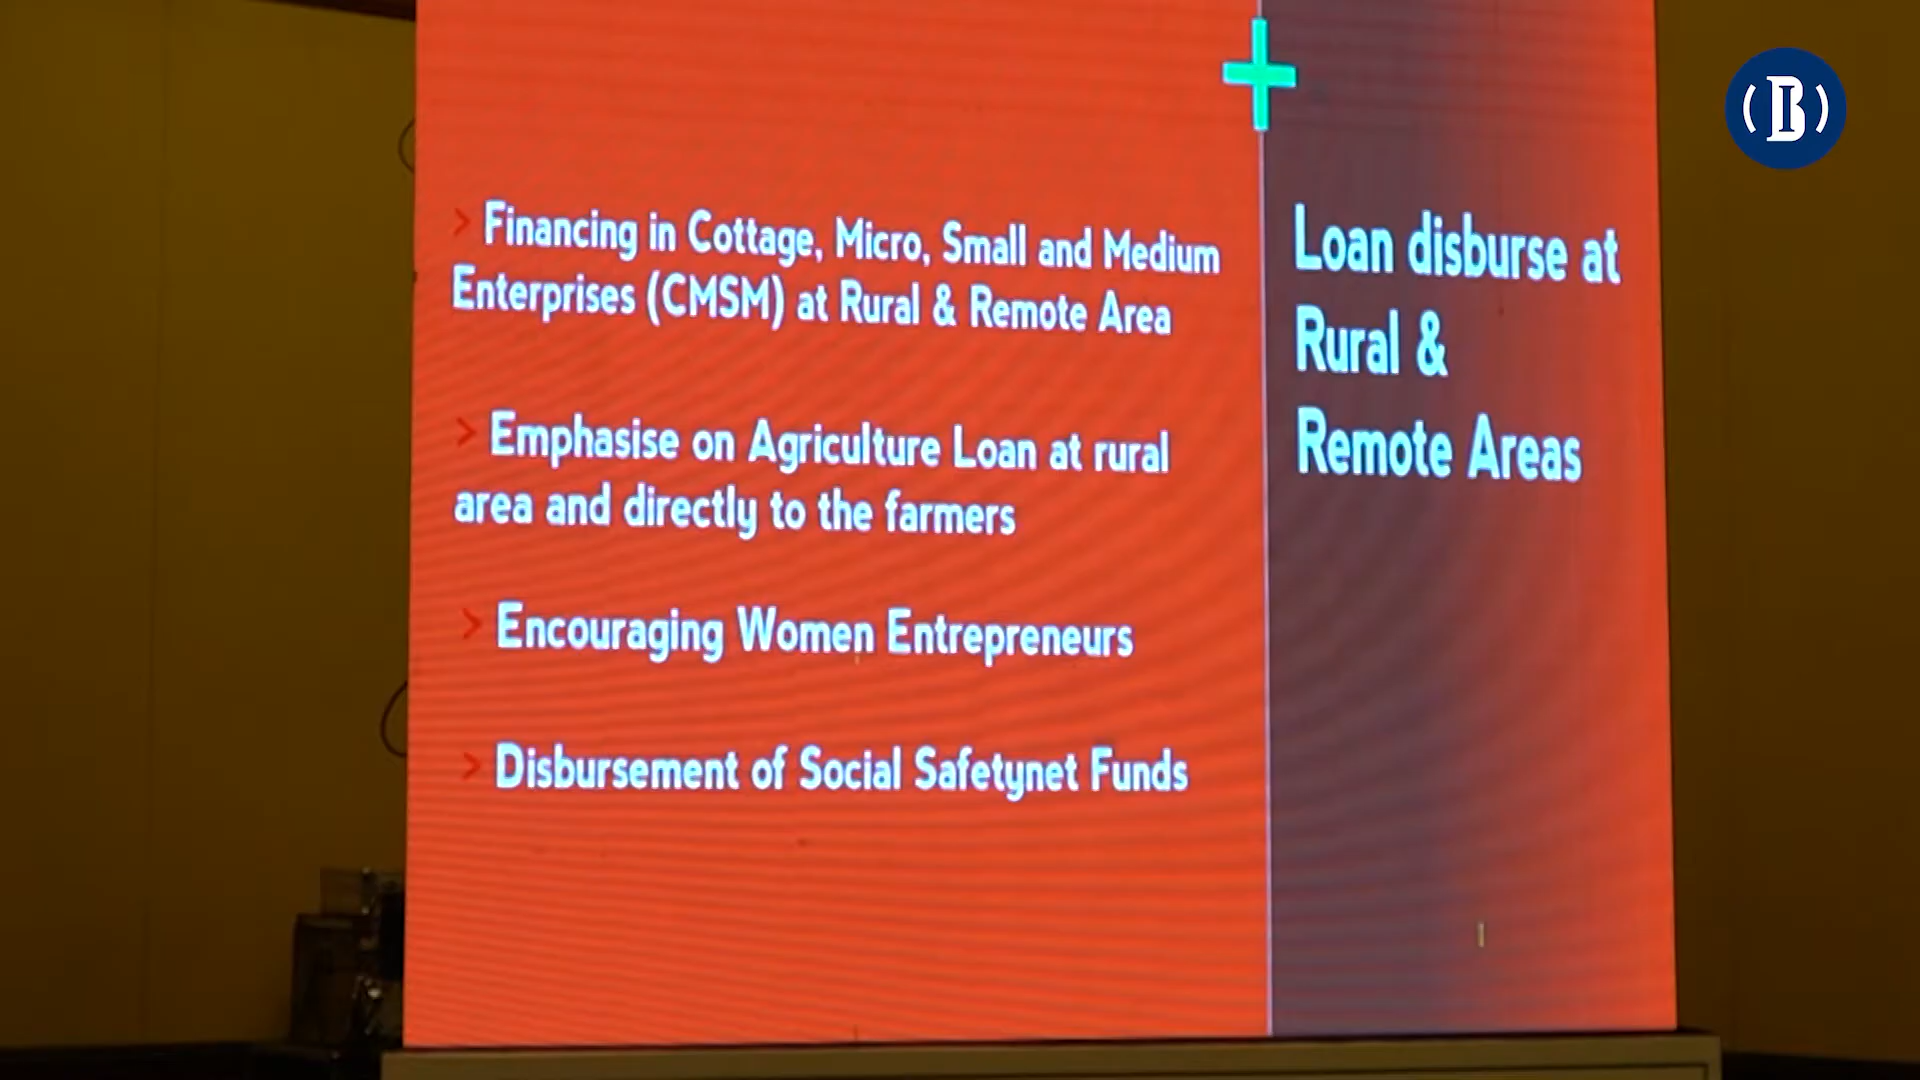 > Financing in Cottage, Micro, Small and Medium
Enterprises (CMSM) at Rural & Remote Area
> Emphasise on Agriculture Loan at rural
area and directly to the farmers
> Encouraging Women Entrepreneurs
> Disbursement of Social Safetynet Funds
Loan disburse at
Rural &
Remote Areas
(B)